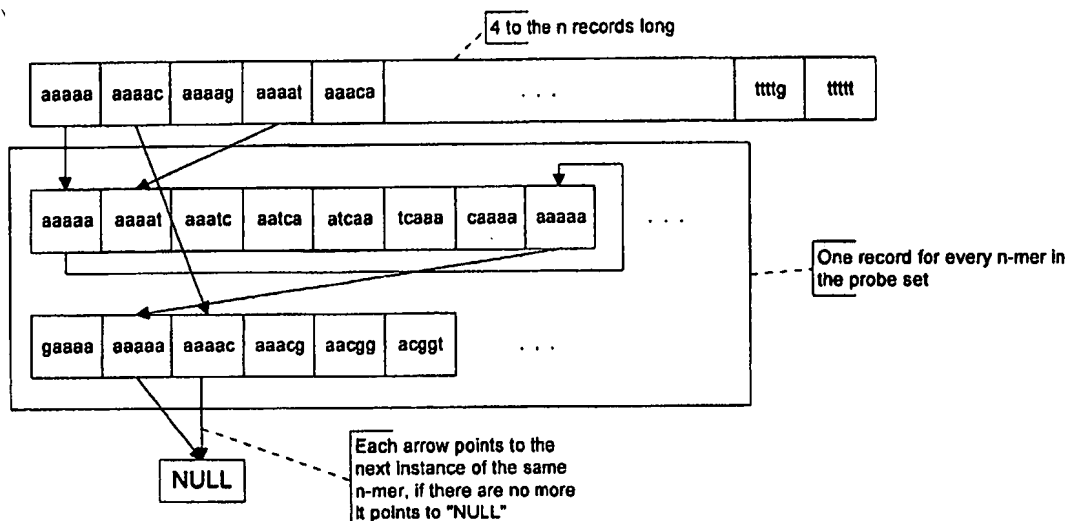 4 to the n records long
aaaaa aaaac aaaag aaaat aaaca . . . ttttg ttttt
aaaaa aaaat aaatc aatca atcaa tcaaa caaaa aaaaa . . .
One record for every n-mer in
the probe set
gaaaa aaaaa aaaac aaacg aacgg acggt . . .
Each arrow points to the
next instance of the same
n-mer, if there are no more
It points to "NULL"
NULL